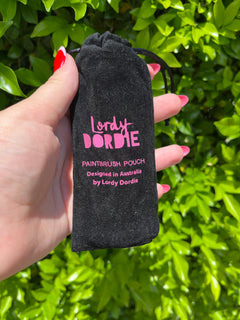 Lordy
DORDIE
PAINTBRUSH POUCH
Designed in Australia
by Lordy Dordie